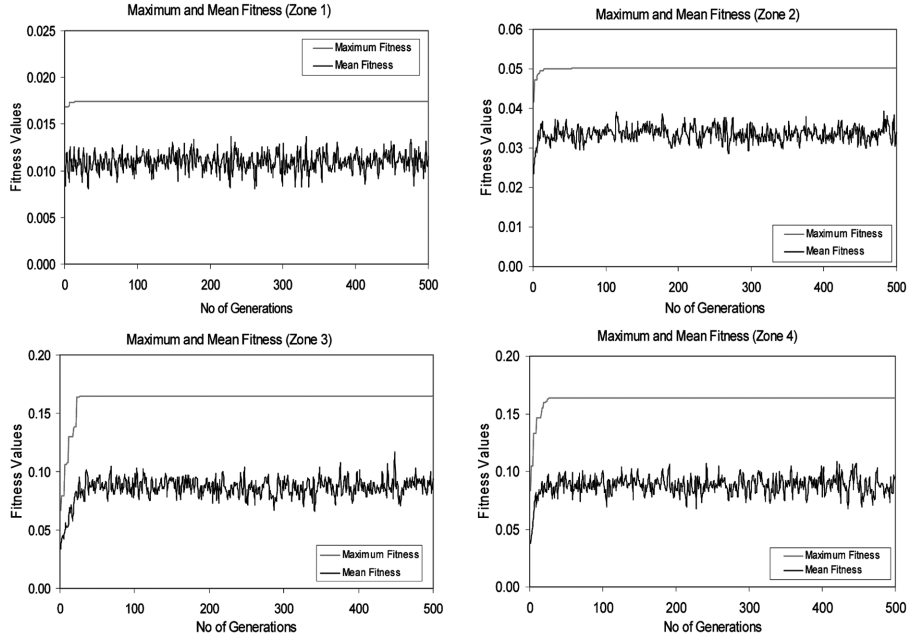 Maximum and Mean Fitness (Zone 1)
0.025
0.020
0.015
0.010
0.005
0.000
Fitness Values
Maximum Fitness
Mean Fitness
0 100 200 300 400 500
No of Generations
Maximum and Mean Fitness (Zone 2)
0.06
0.05
0.04
0.03
0.02
0.01
0.00
Fitness Values
Maximum Fitness
Mean Fitness
0 100 200 300 400 500
No of Generations
Maximum and Mean Fitness (Zone 3)
0.20
0.15
0.10
0.05
0.00
Fitness Values
Maximum Fitness
Mean Fitness
0 100 200 300 400 500
No of Generations
Maximum and Mean Fitness (Zone 4)
0.20
0.15
0.10
0.05
0.00
Fitness Values
Maximum Fitness
Mean Fitness
0 100 200 300 400 500
No of Generations